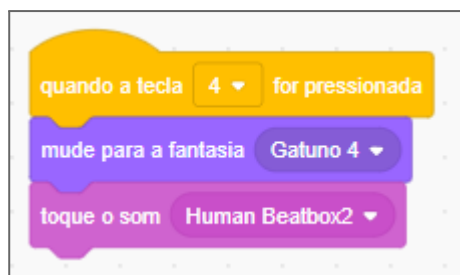 quando a tecla 4 for pressionada
mude para a fantasia Gatuno 4
toque o som Human Beatbox2